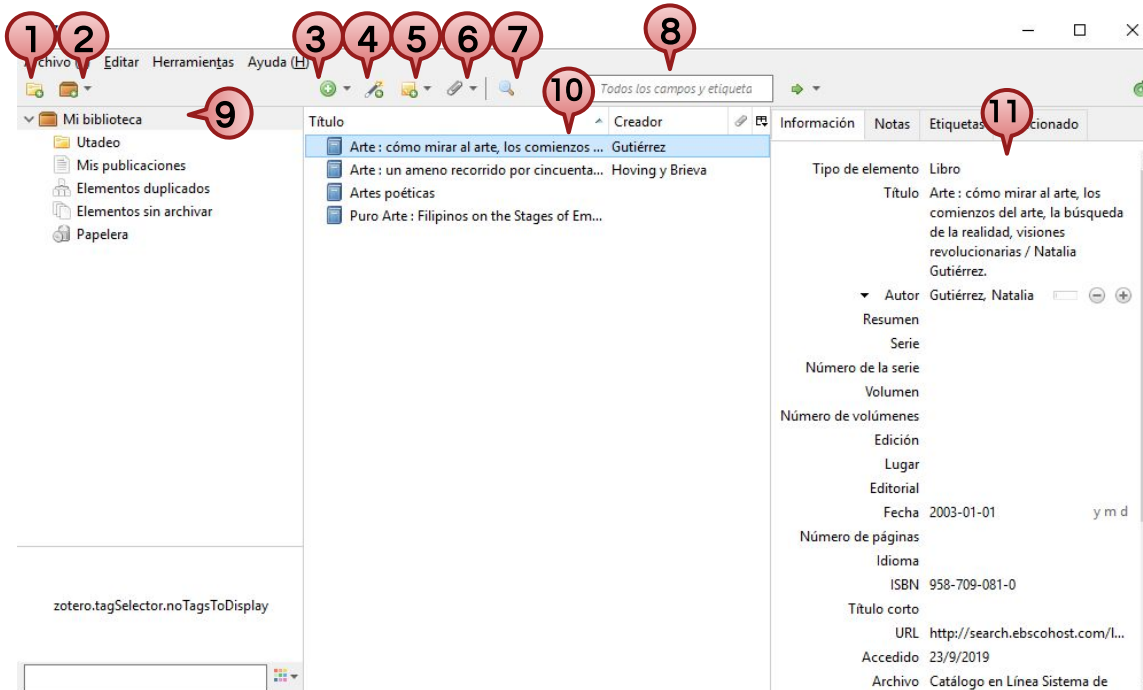 1 2 3 4 5 6 7 8
Editar Herramientas Ayuda (H)
10 Todos los campos y etiqueta
9 11
Mi biblioteca
Utadeo
Mis publicaciones
Elementos duplicados
Elementos sin archivar
Papelera
zotero.tagSelector.noTagsToDisplay
Título Creador
Arte : cómo mirar al arte, los comienzos ... Gutiérrez
Arte : un ameno recorrido por cincuenta... Hoving y Brieva
Artes poéticas
Puro Arte : Filipinos on the Stages of Em...
Información Notas Etiquetas
Tipo de elemento Libro
Título Arte : cómo mirar al arte, los
comienzos del arte, la búsqueda
de la realidad, visiones
revolucionarias / Natalia
Gutiérrez.
Autor Gutiérrez, Natalia
Resumen
Serie
Número de la serie
Volumen
Número de volúmenes
Edición
Lugar
Editorial
Fecha 2003-01-01 y m d
Número de páginas
Idioma
ISBN 958-709-081-0
Título corto
URL http://search.ebscohost.com/l...
Accedido 23/9/2019
Archivo Catálogo en Línea Sistema de